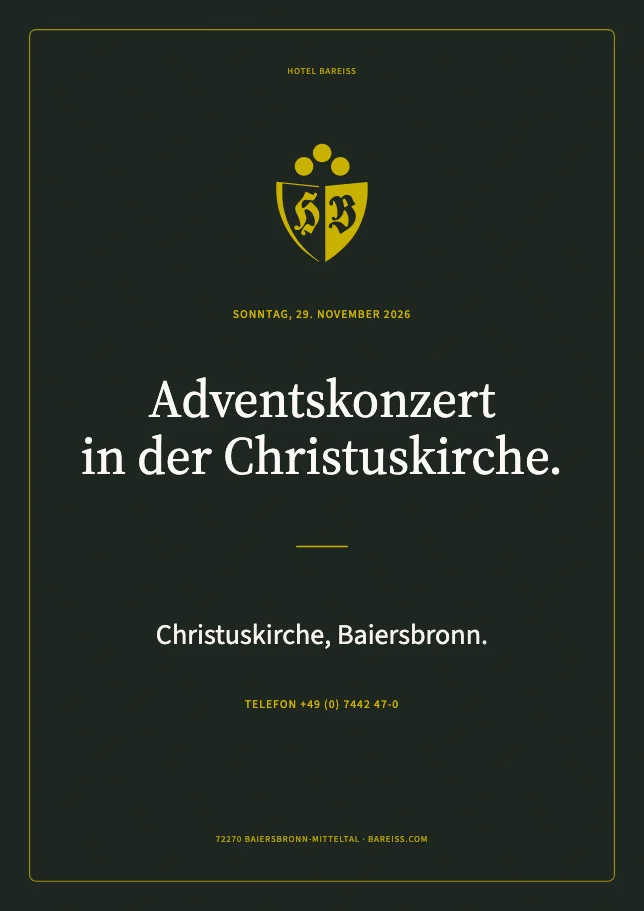 HOTEL BAREISS
H B
SONNTAG, 29. NOVEMBER 2026
Adventskonzert
in der Christuskirche.
Christuskirche, Baiersbronn.
TELEFON +49 (0) 7442 47-0
72270 BAIERSBRONN-MITTELTAL · BAREISS.COM